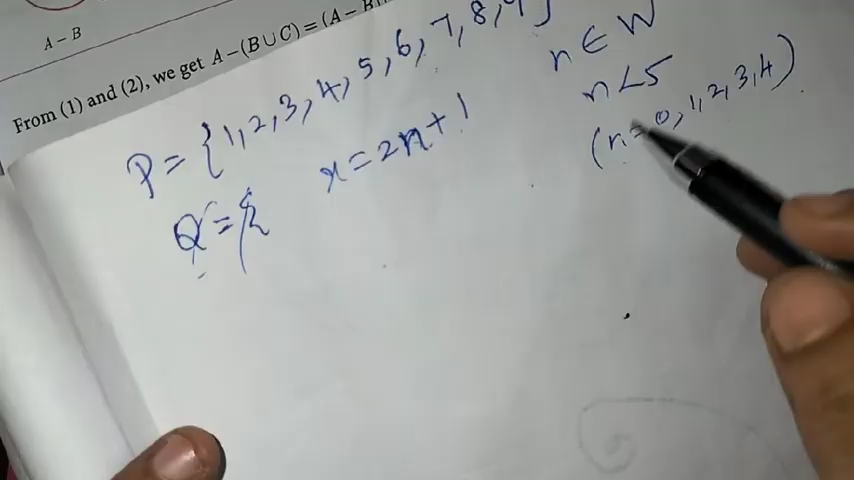 A – B
From (1) and (2), we get A – (B ∪ C) = (A – B)
P = {1, 2, 3, 4, 5, 6, 7, 8, 9}
n ∈ W
x = 2n + 1
n < 5
(n = 0, 1, 2, 3, 4)
Q = {